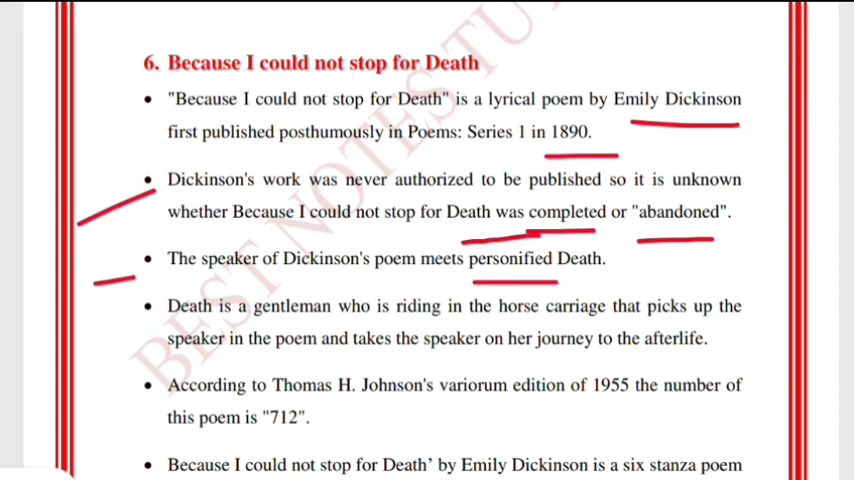 6. Because I could not stop for Death
• "Because I could not stop for Death" is a lyrical poem by Emily Dickinson
first published posthumously in Poems: Series 1 in 1890.
• Dickinson's work was never authorized to be published so it is unknown
whether Because I could not stop for Death was completed or "abandoned".
• The speaker of Dickinson's poem meets personified Death.
• Death is a gentleman who is riding in the horse carriage that picks up the
speaker in the poem and takes the speaker on her journey to the afterlife.
• According to Thomas H. Johnson's variorum edition of 1955 the number of
this poem is "712".
• Because I could not stop for Death’ by Emily Dickinson is a six stanza poem
BEST NOTES TU